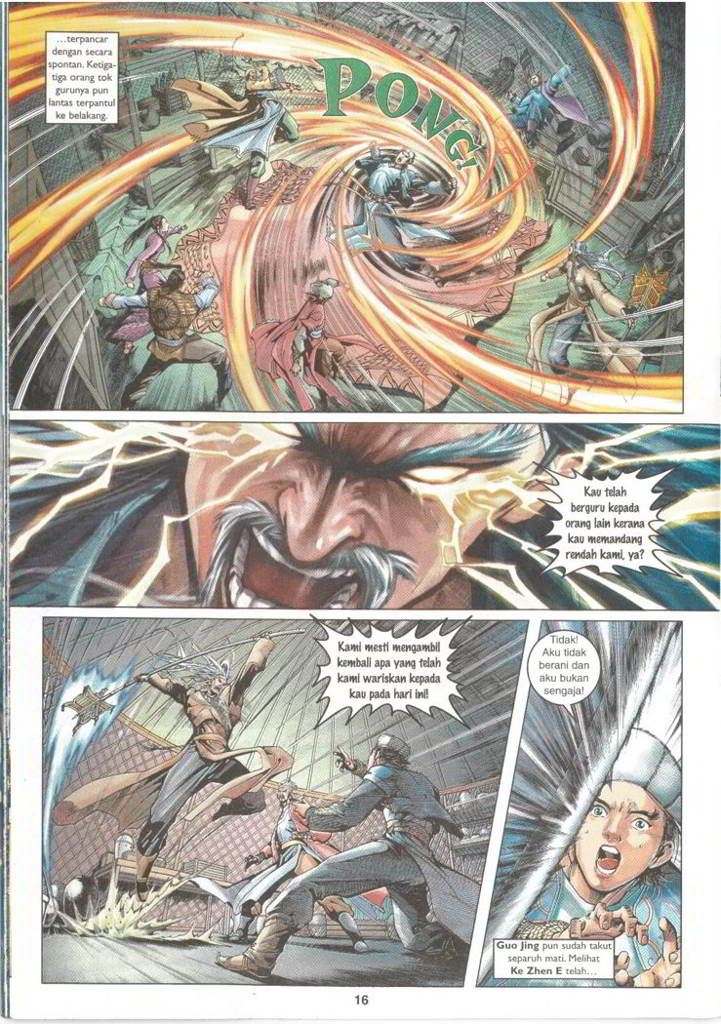 ...terpancar
dengan secara
spontan. Ketiga-
tiga orang tok
gurunya pun
lantas terpantul
ke belakang.
PONG!
Kau telah
berguru kepada
orang lain kerana
kau memandang
rendah kami, ya?
Kami mesti mengambil
kembali apa yang telah
kami wariskan kepada
kau pada hari ini!
Tidak!
Aku tidak
berani dan
aku bukan
sengaja!
Guo Jing pun sudah takut
separuh mati. Melihat
Ke Zhen E telah...
16